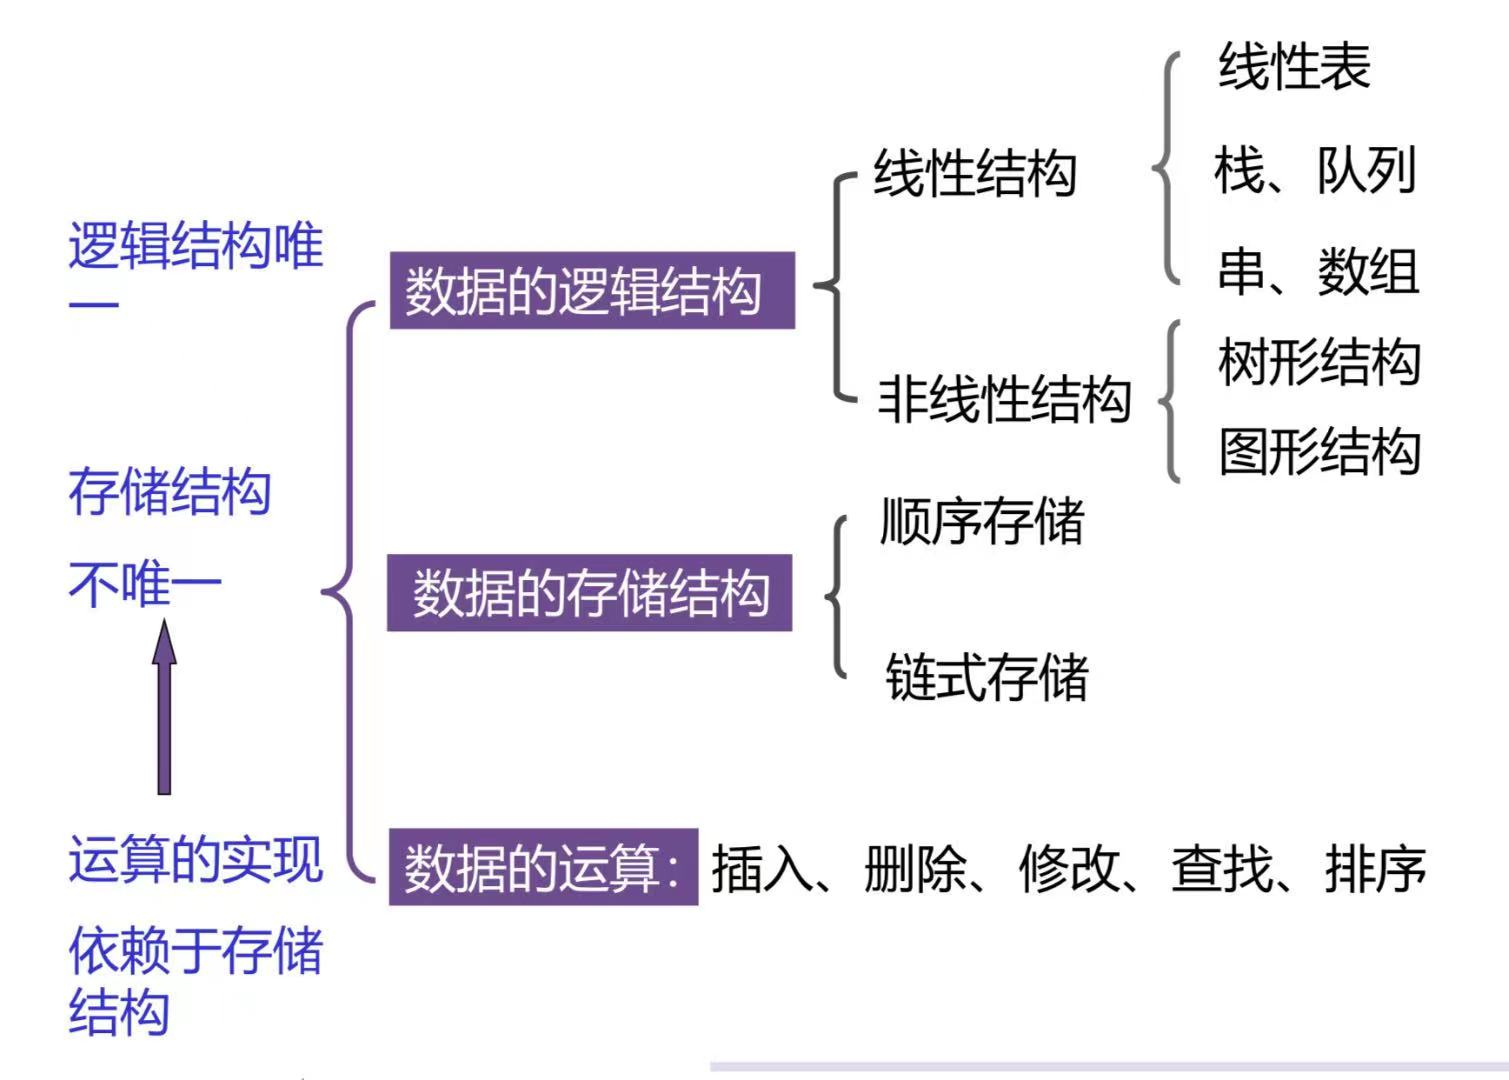 逻辑结构唯
一
存储结构
不唯一
运算的实现
依赖于存储
结构
数据的逻辑结构
线性结构
线性表
栈、队列
串、数组
非线性结构
树形结构
图形结构
数据的存储结构
顺序存储
链式存储
数据的运算：插入、删除、修改、查找、排序